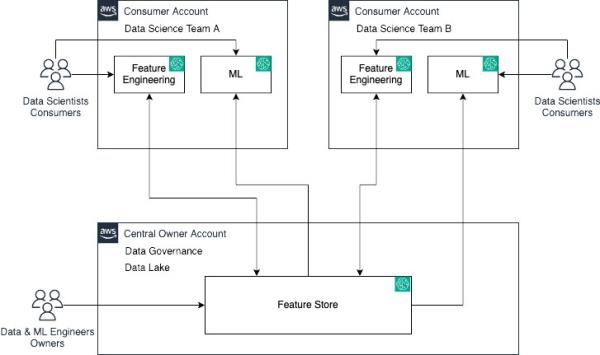 aws
Consumer Account
Data Science Team A
Feature
Engineering
ML
Data Scientists
Consumers
aws
Consumer Account
Data Science Team B
Feature
Engineering
ML
Data Scientists
Consumers
aws
Central Owner Account
Data Governance
Data Lake
Feature Store
Data & ML Engineers
Owners